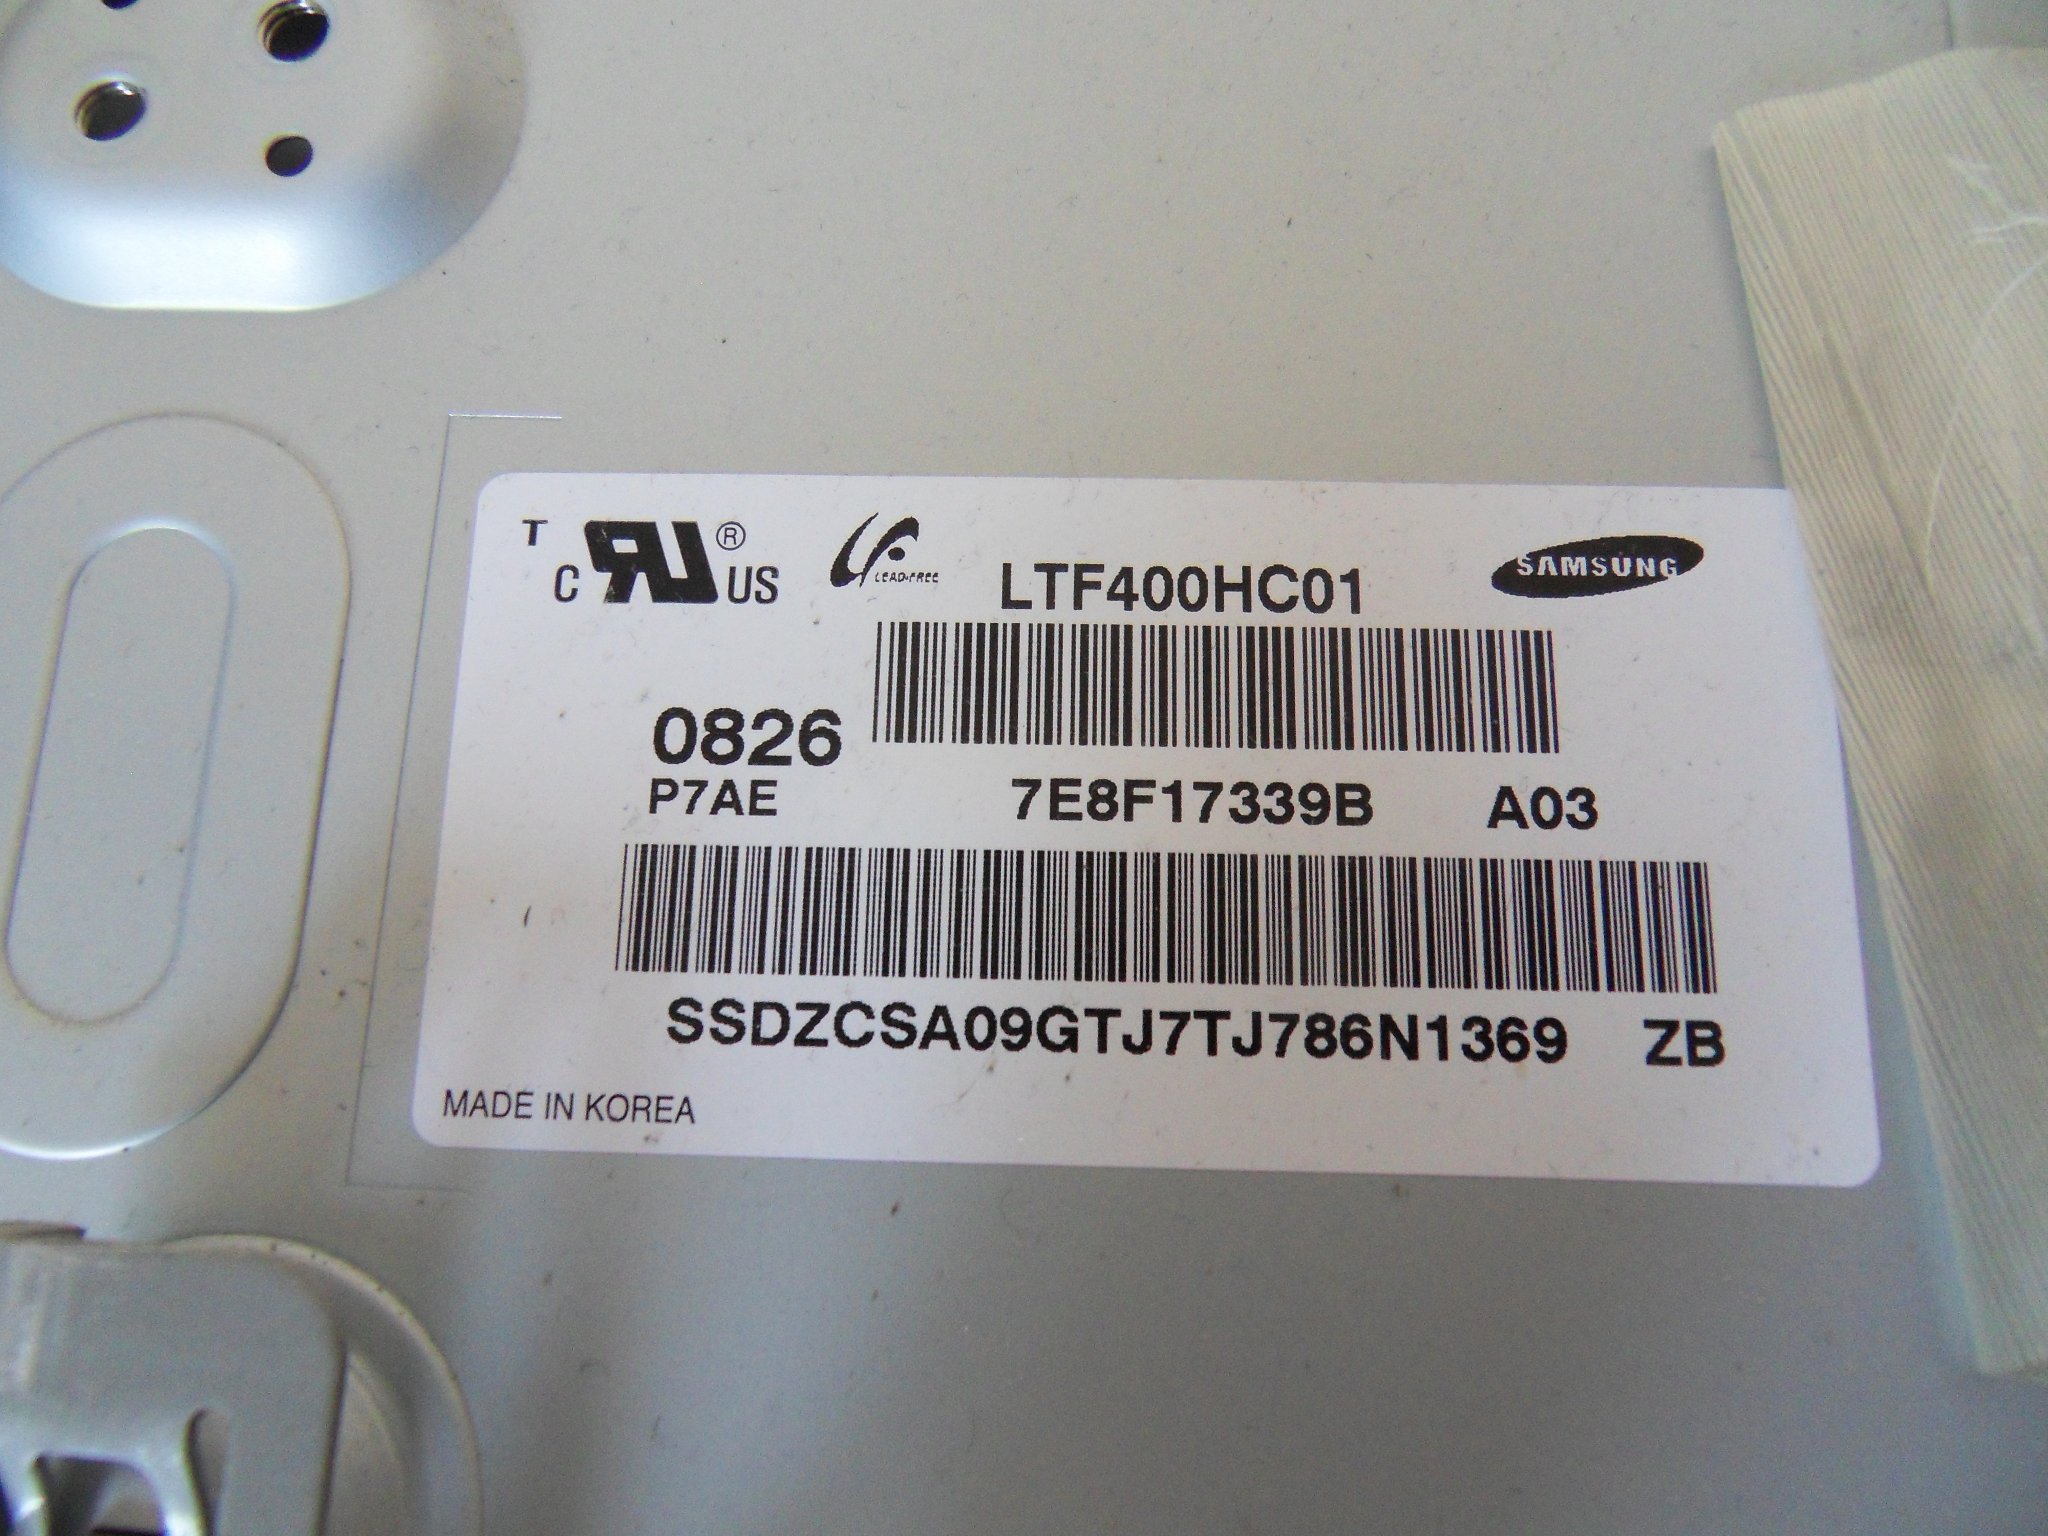 T
C US ®
LEAD-FREE
LTF400HC01
SAMSUNG
0826
P7AE 7E8F17339B A03
SSDZCSA09GTJ7TJ786N1369 ZB
MADE IN KOREA